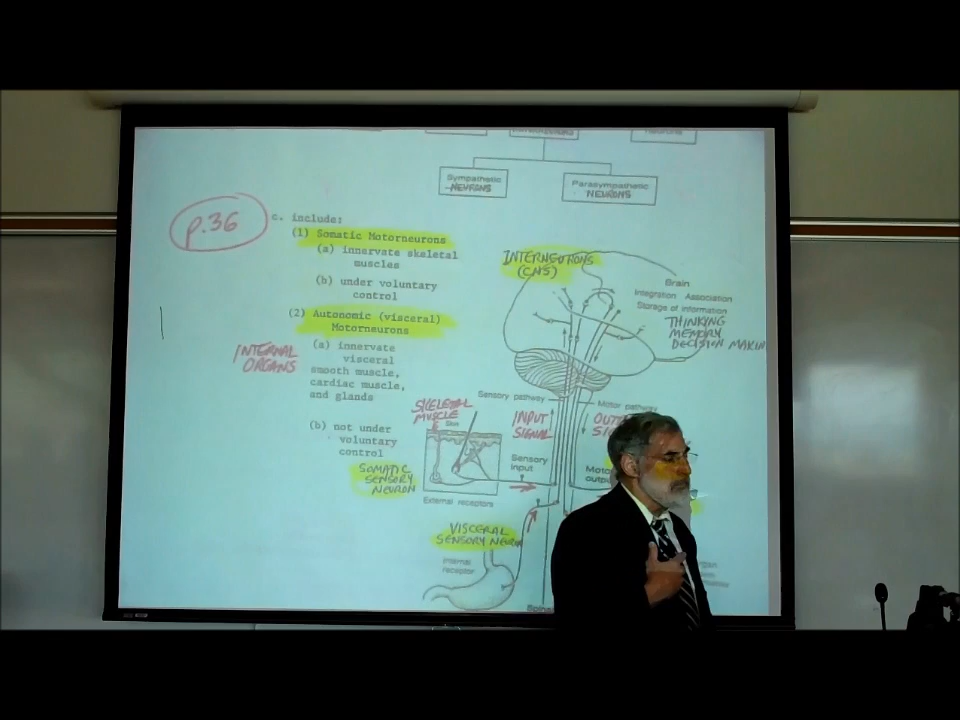 Sympathetic
NEURONS
Parasympathetic
NEURONS
p.36
c. include:
(1) Somatic Motorneurons
(a) innervate skeletal
muscles
(b) under voluntary
control
(2) Autonomic (visceral)
Motorneurons
INTERNAL
ORGANS
(a) innervate
visceral
smooth muscle,
cardiac muscle,
and glands
(b) not under
voluntary
control
INTERNEURONS
(CNS)
Brain
Integration Association
Storage of information
THINKING
MEMORY
DECISION MAKIN
Sensory pathway
Motor pathway
SKELETAL
MUSCLE
Skin
INPUT
SIGNAL
Sensory
input
SOMATIC
SENSORY
NEURON
External receptors
VISCERAL
SENSORY NEURON
Internal
receptor